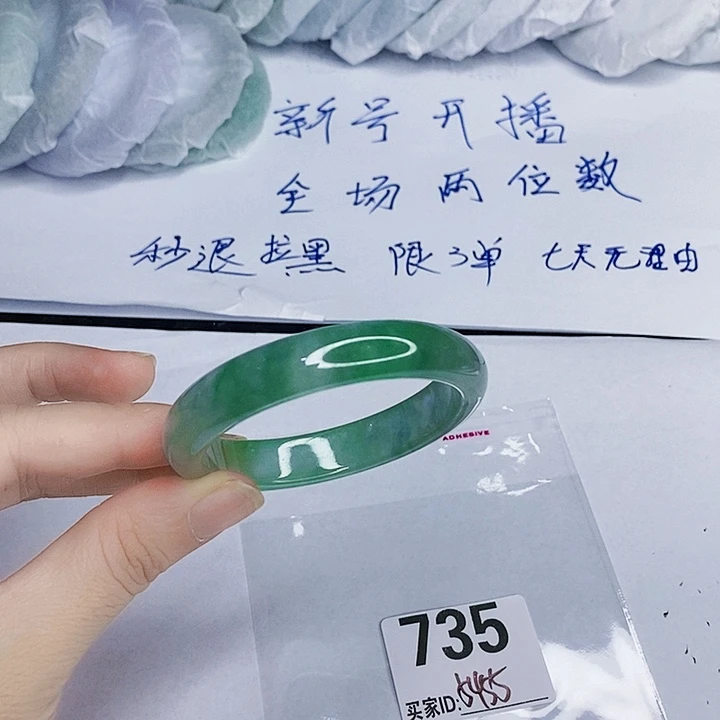 新号开播
全场两位数
秒退拉黑 限3单 七天无理由
ADHESIVE
735
买家ID: 5455